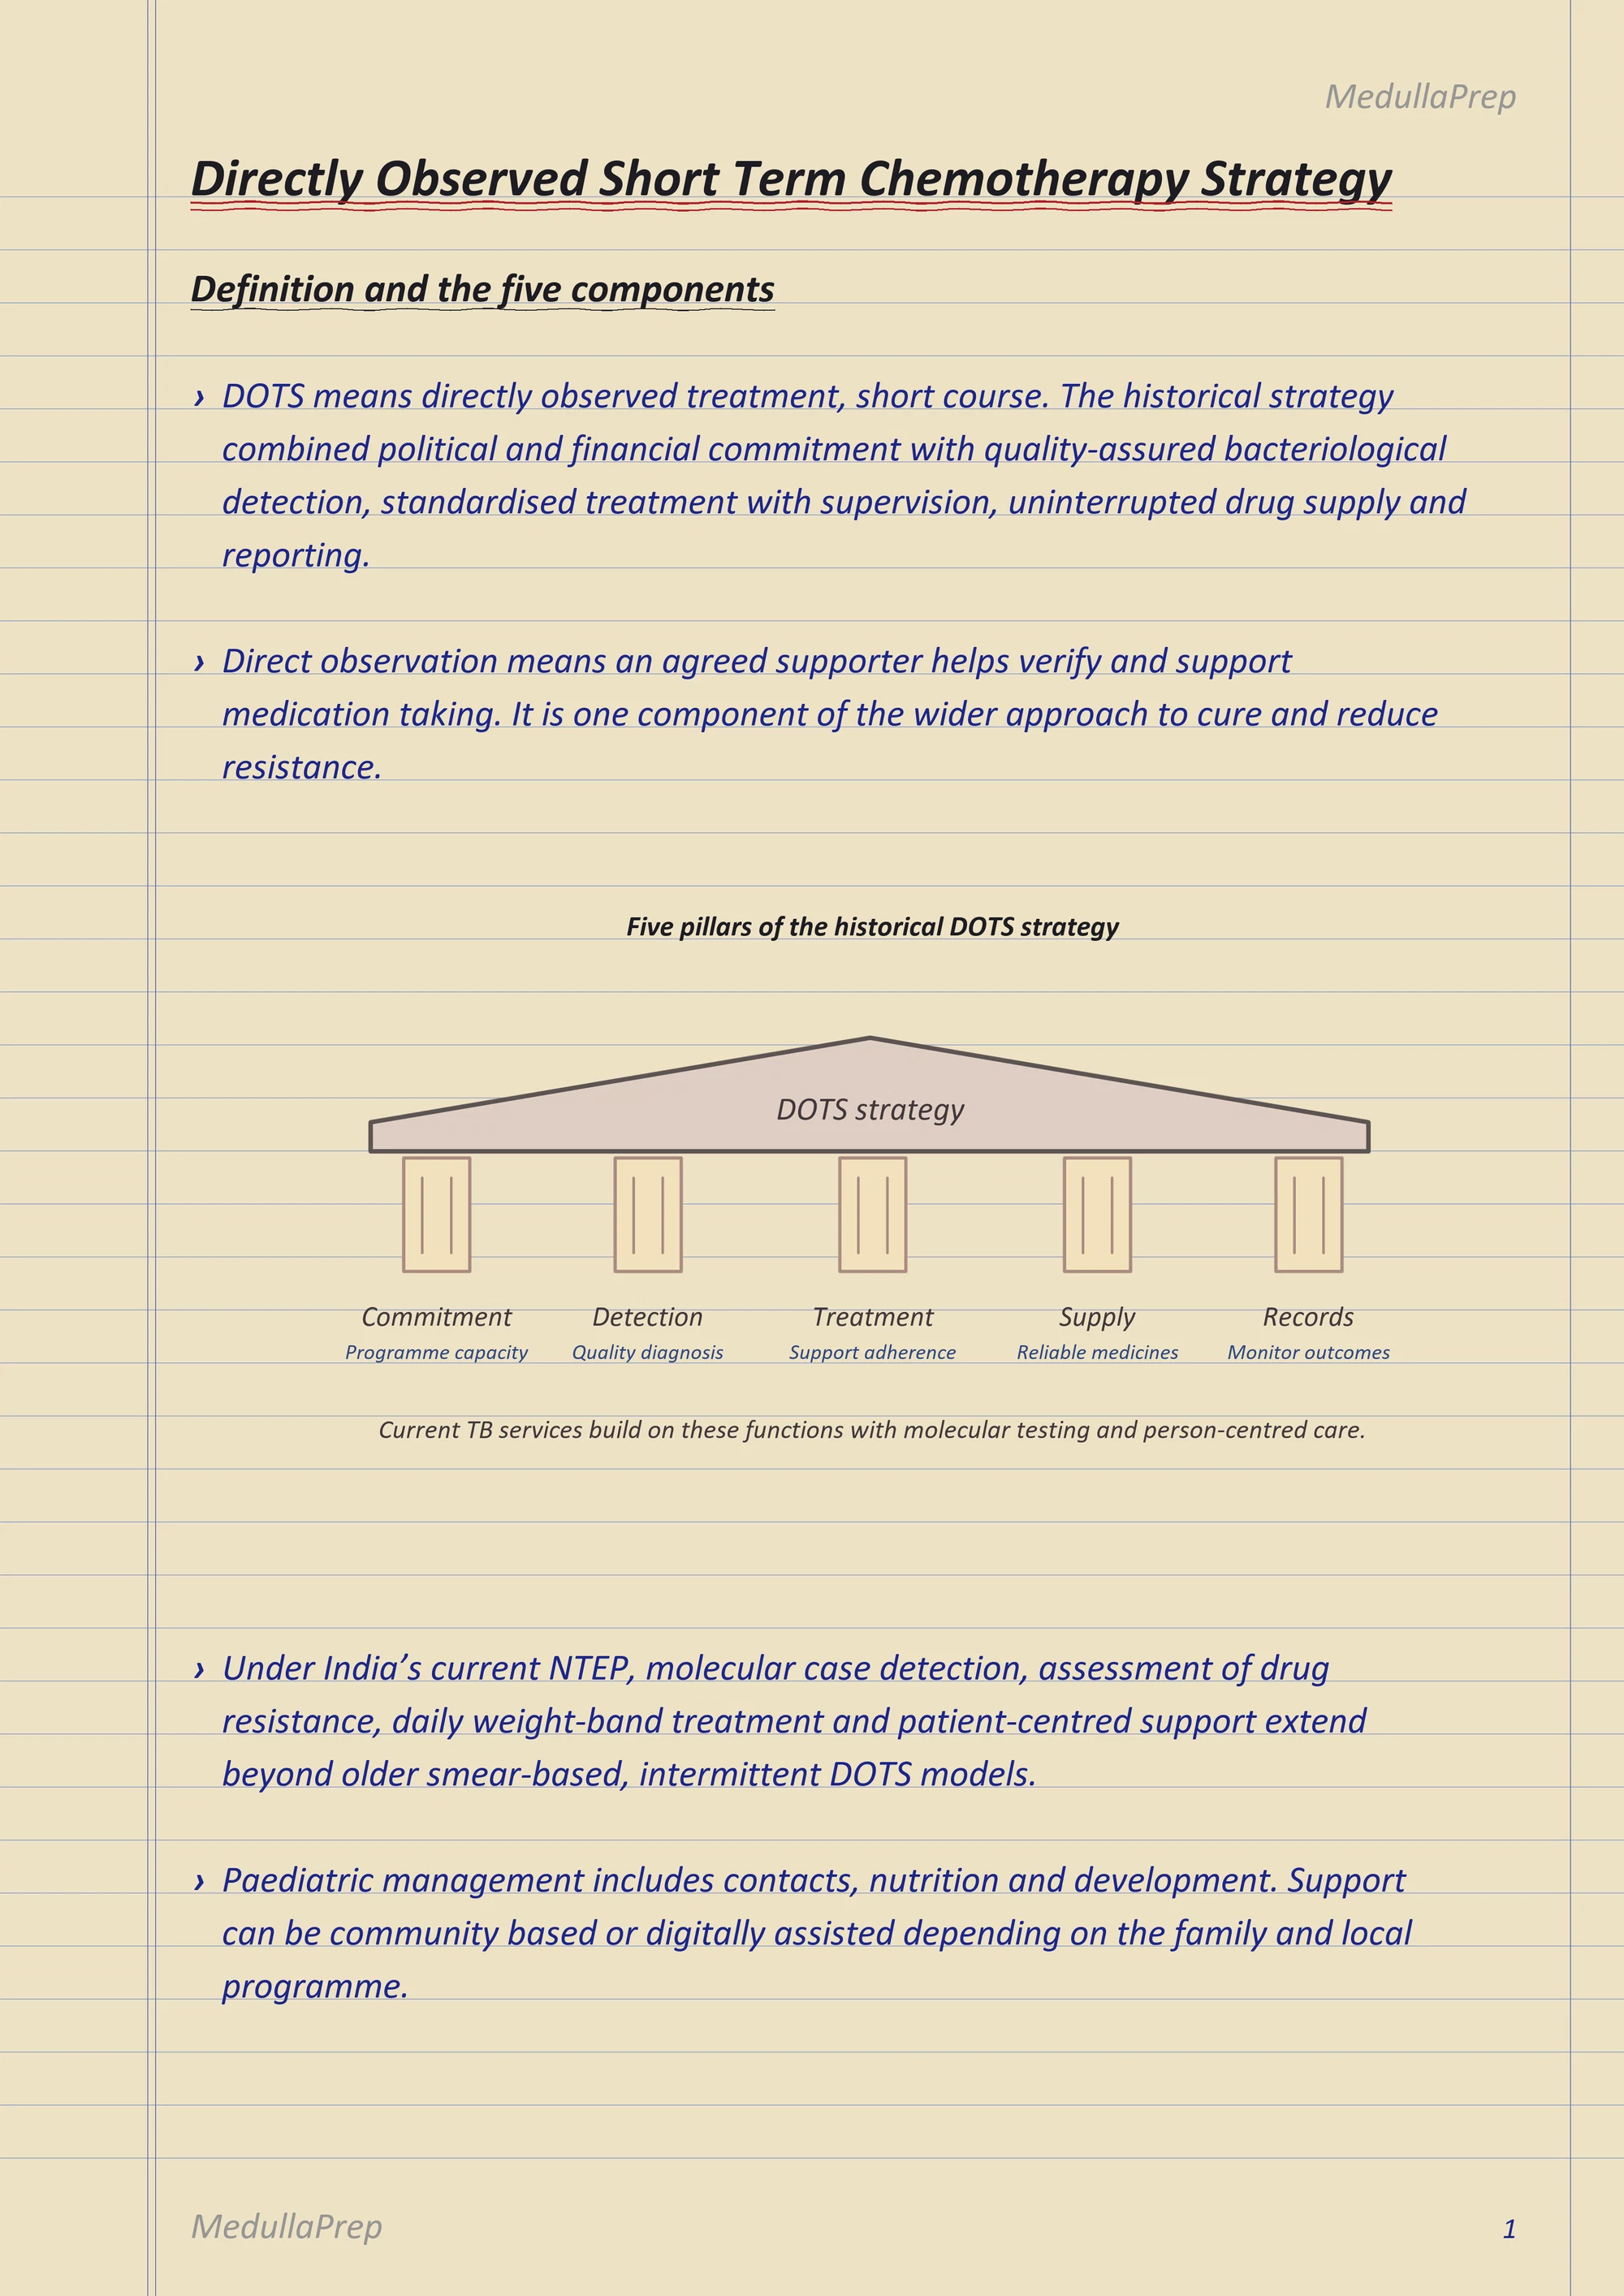 MedullaPrep
Directly Observed Short Term Chemotherapy Strategy
Definition and the five components
› DOTS means directly observed treatment, short course. The historical strategy
combined political and financial commitment with quality-assured bacteriological
detection, standardised treatment with supervision, uninterrupted drug supply and
reporting.
› Direct observation means an agreed supporter helps verify and support
medication taking. It is one component of the wider approach to cure and reduce
resistance.
Five pillars of the historical DOTS strategy
DOTS strategy
Commitment Detection Treatment Supply Records
Programme capacity Quality diagnosis Support adherence Reliable medicines Monitor outcomes
Current TB services build on these functions with molecular testing and person-centred care.
› Under India’s current NTEP, molecular case detection, assessment of drug
resistance, daily weight-band treatment and patient-centred support extend
beyond older smear-based, intermittent DOTS models.
› Paediatric management includes contacts, nutrition and development. Support
can be community based or digitally assisted depending on the family and local
programme.
MedullaPrep 1